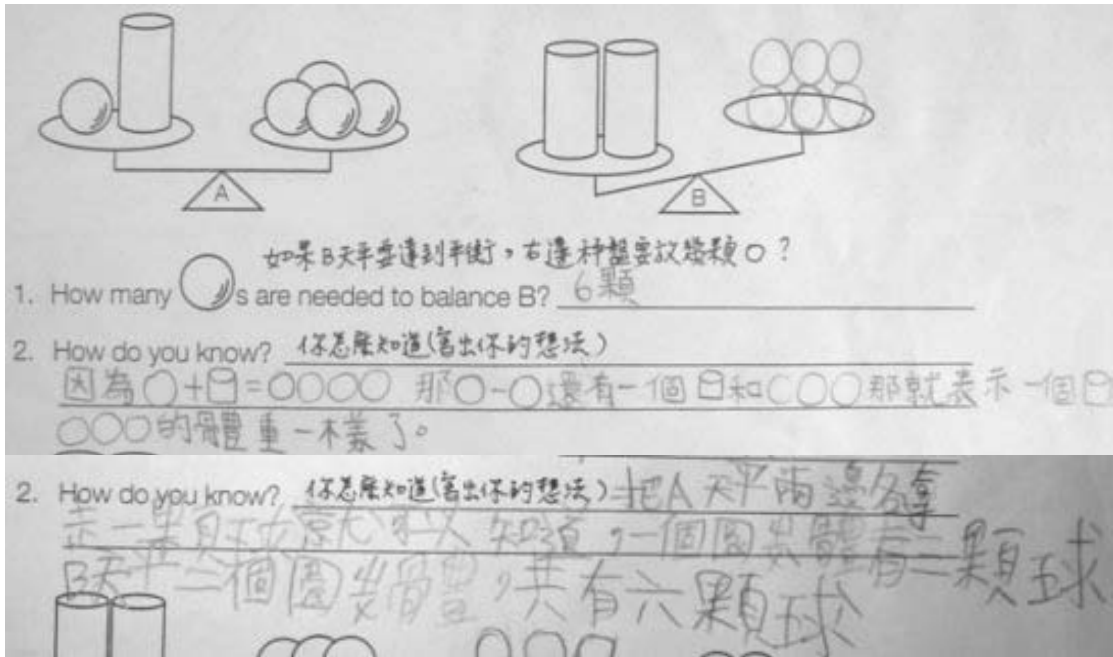 A
B
如果B天平要達到平衡，右邊秤盤要放幾顆○？
1. How many ○s are needed to balance B? 6顆
2. How do you know? 你怎麼知道(寫出你的想法)
因為○+⌸=○○○○ 那○-○還有一個⌸和○○○那就表示一個⌸
○○○的體重一樣了。
2. How do you know? 你怎麼知道(寫出你的想法) 把A天平兩邊各拿
走一顆球就可以知道，一個圓柱體有三顆球
B天平二個圓柱體，共有六顆球